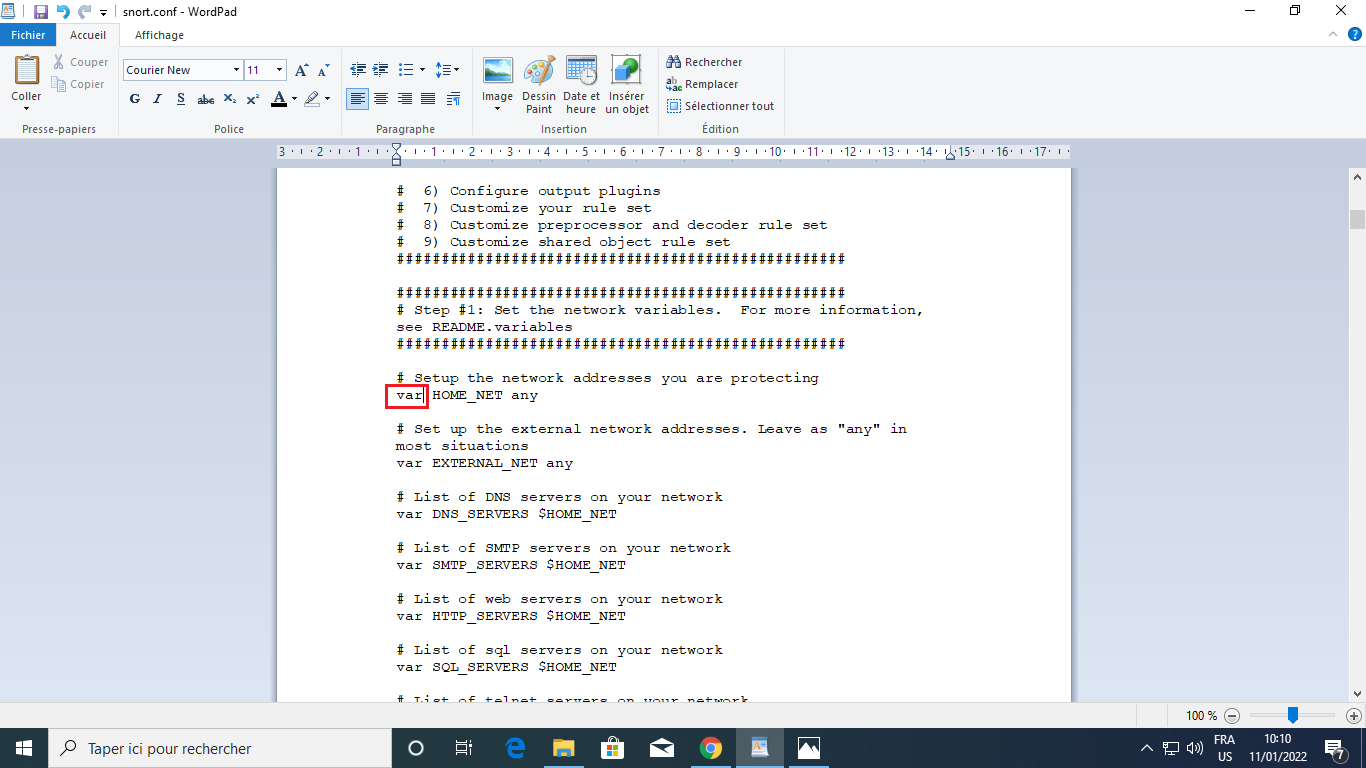 snort.conf - WordPad
Fichier Accueil Affichage
Coller
Couper
Copier
Presse-papiers
Courier New 11
G I S abc X₂ X² A
Police
Paragraphe
Image
Dessin Paint
Date et heure
Insérer un objet
Insertion
Rechercher
Remplacer
Sélectionner tout
Édition
3 2 1 1 2 3 4 5 6 7 8 9 10 11 12 13 14 15 16 17
#  6) Configure output plugins
#  7) Customize your rule set
#  8) Customize preprocessor and decoder rule set
#  9) Customize shared object rule set
###################################################
###################################################
# Step #1: Set the network variables.  For more information,
see README.variables
###################################################
# Setup the network addresses you are protecting
var HOME_NET any
# Set up the external network addresses. Leave as "any" in
most situations
var EXTERNAL_NET any
# List of DNS servers on your network
var DNS_SERVERS $HOME_NET
# List of SMTP servers on your network
var SMTP_SERVERS $HOME_NET
# List of web servers on your network
var HTTP_SERVERS $HOME_NET
# List of sql servers on your network
var SQL_SERVERS $HOME_NET
# List of telnet servers on your network
100 %
Taper ici pour rechercher
FRA
US
10:10
11/01/2022
7